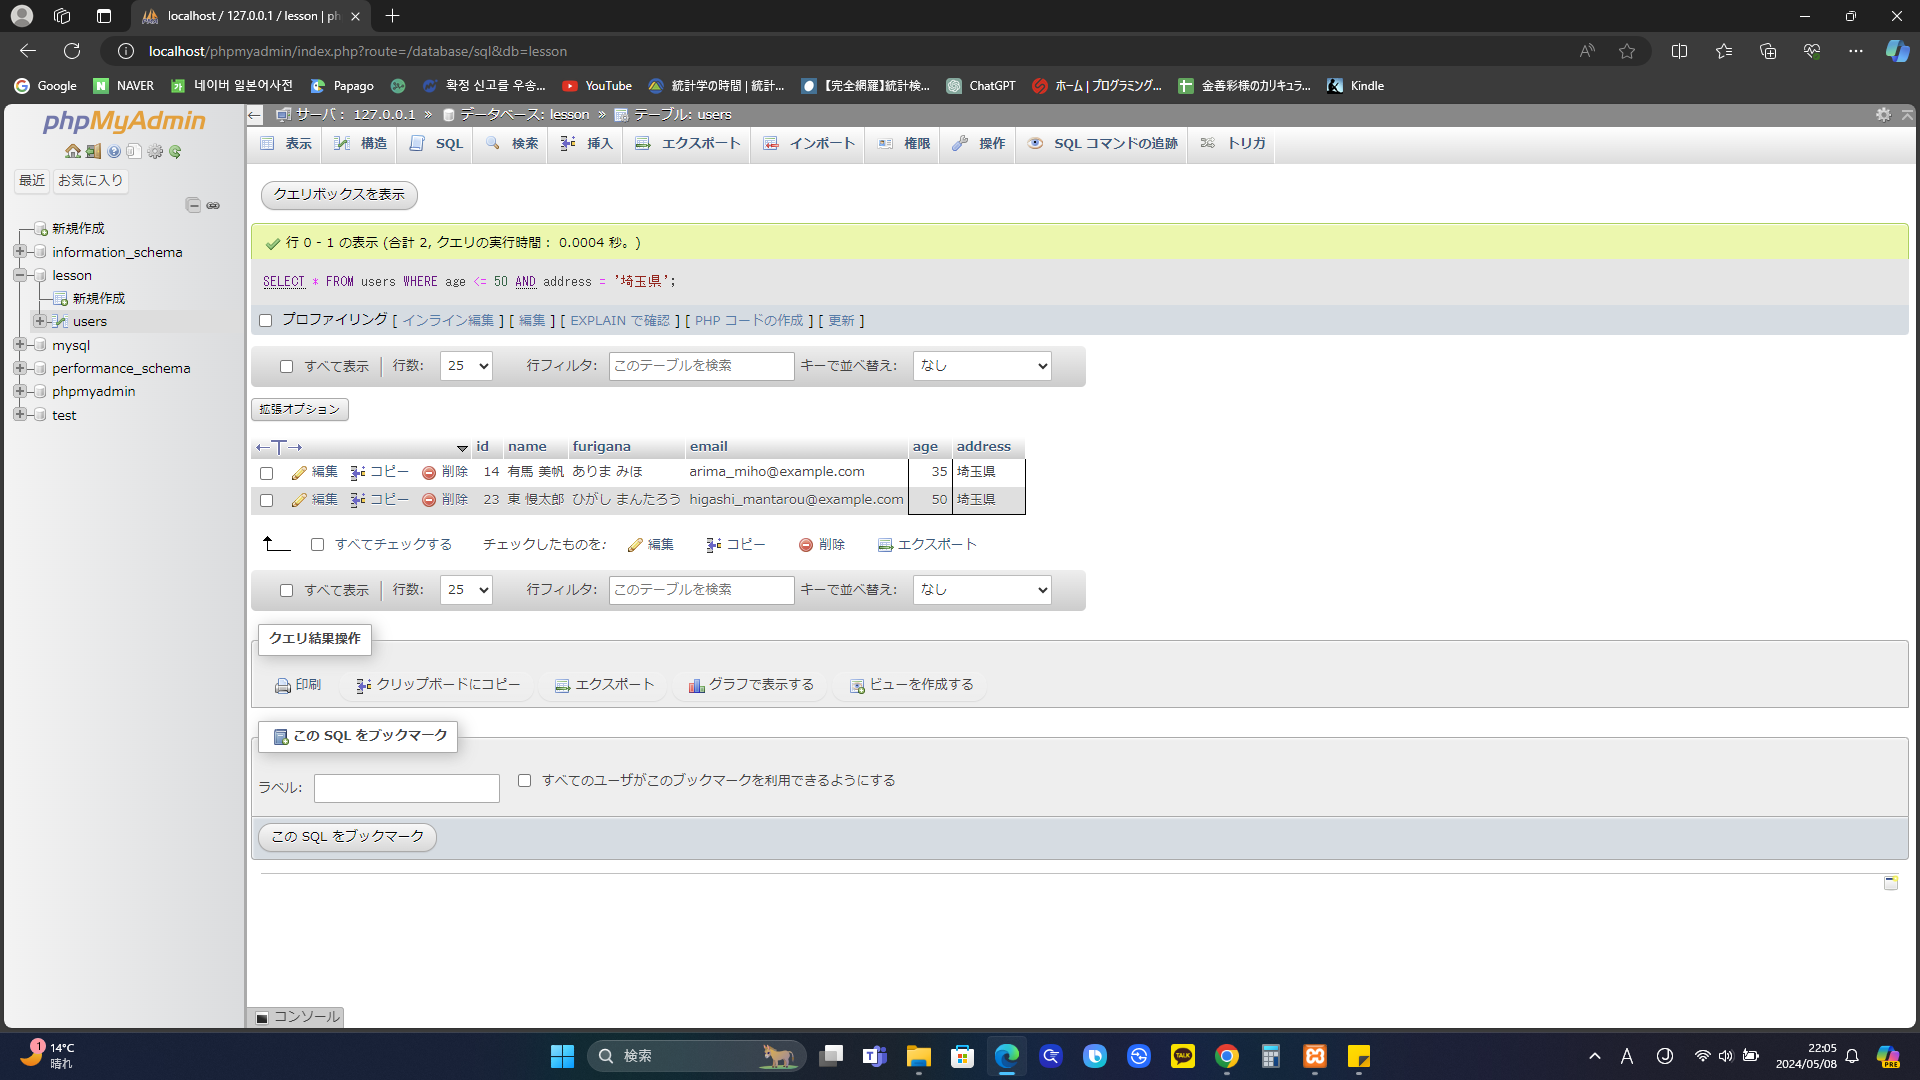 localhost / 127.0.0.1 / lesson | ph
localhost/phpmyadmin/index.php?route=/database/sql&db=lesson
Google
NAVER
네이버 일본어사전
Papago
확정 신고를 우송...
YouTube
統計学の時間 | 統計...
【完全網羅】統計検...
ChatGPT
ホーム | プログラミング...
金善彩様のカリキュラ...
Kindle
phpMyAdmin
最近 お気に入り
新規作成
information_schema
lesson
新規作成
users
mysql
performance_schema
phpmyadmin
test
サーバ: 127.0.0.1 » データベース: lesson » テーブル: users
表示 構造 SQL 検索 挿入 エクスポート インポート 権限 操作 SQL コマンドの追跡 トリガ
クエリボックスを表示
行 0 - 1 の表示 (合計 2, クエリの実行時間: 0.0004 秒。)
SELECT * FROM users WHERE age <= 50 AND address = '埼玉県';
プロファイリング [ インライン編集 ] [ 編集 ] [ EXPLAIN で確認 ] [ PHP コードの作成 ] [ 更新 ]
すべて表示 行数: 25 行フィルタ: このテーブルを検索 キーで並べ替え: なし
拡張オプション
←T→ id name furigana email age address
編集 コピー 削除 14 有馬 美帆 ありま みほ arima_miho@example.com 35 埼玉県
編集 コピー 削除 23 東 慢太郎 ひがし まんたろう higashi_mantarou@example.com 50 埼玉県
すべてチェックする チェックしたものを: 編集 コピー 削除 エクスポート
すべて表示 行数: 25 行フィルタ: このテーブルを検索 キーで並べ替え: なし
クエリ結果操作
印刷 クリップボードにコピー エクスポート グラフで表示する ビューを作成する
この SQL をブックマーク
ラベル: すべてのユーザがこのブックマークを利用できるようにする
この SQL をブックマーク
コンソール
1
14°C
晴れ
検索
TALK
A
22:05
2024/05/08
PRE